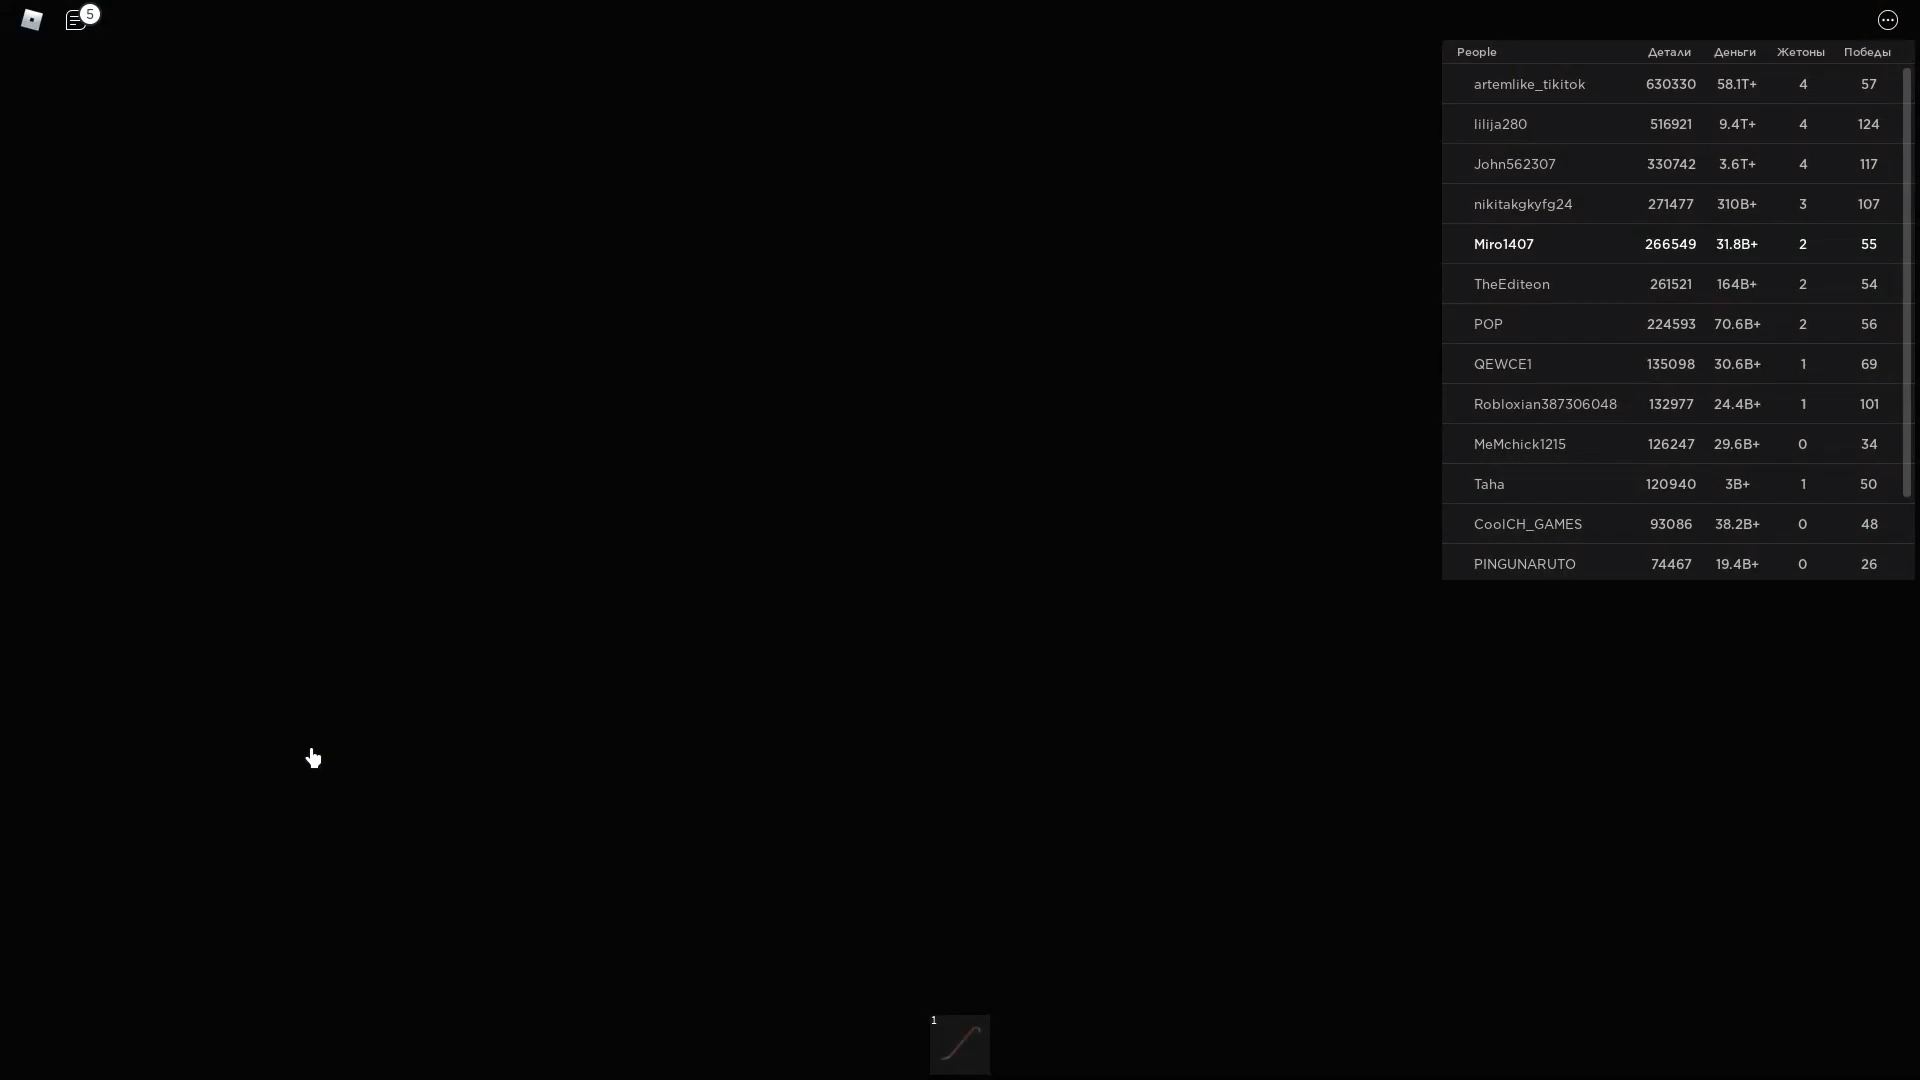 5
People Детали Деньги Жетоны Победы
artemlike_tikitok 630330 58.1T+ 4 57
lilija280 516921 9.4T+ 4 124
John562307 330742 3.6T+ 4 117
nikitakgkyfg24 271477 310B+ 3 107
Miro1407 266549 31.8B+ 2 55
TheEditeon 261521 164B+ 2 54
POP 224593 70.6B+ 2 56
QEWCE1 135098 30.6B+ 1 69
Robloxian387306048 132977 24.4B+ 1 101
MeMchick1215 126247 29.6B+ 0 34
Taha 120940 3B+ 1 50
CoolCH_GAMES 93086 38.2B+ 0 48
PINGUNARUTO 74467 19.4B+ 0 26
1